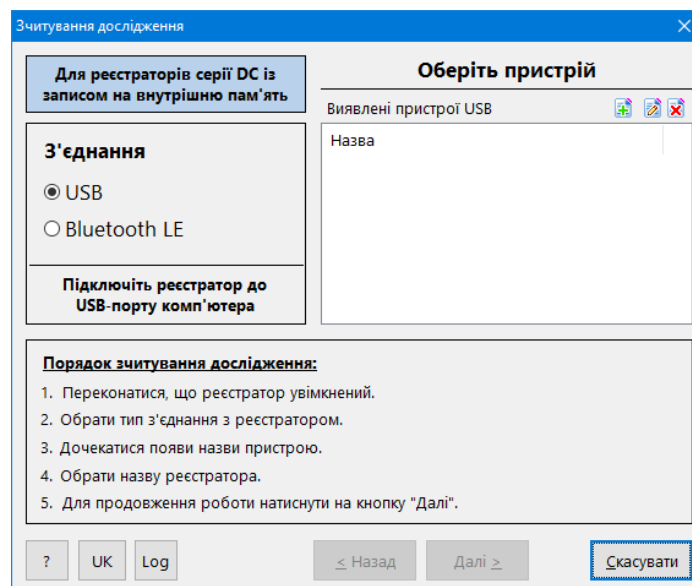 Зчитування дослідження
Для реєстраторів серії DC із
записом на внутрішню пам'ять
Оберіть пристрій
Виявлені пристрої USB
Назва
З'єднання
USB
Bluetooth LE
Підключіть реєстратор до
USB-порту комп'ютера
Порядок зчитування дослідження:
1. Переконатися, що реєстратор увімкнений.
2. Обрати тип з'єднання з реєстратором.
3. Дочекатися появи назви пристрою.
4. Обрати назву реєстратора.
5. Для продовження роботи натиснути на кнопку "Далі".
? UK Log < Назад Далі > Скасувати